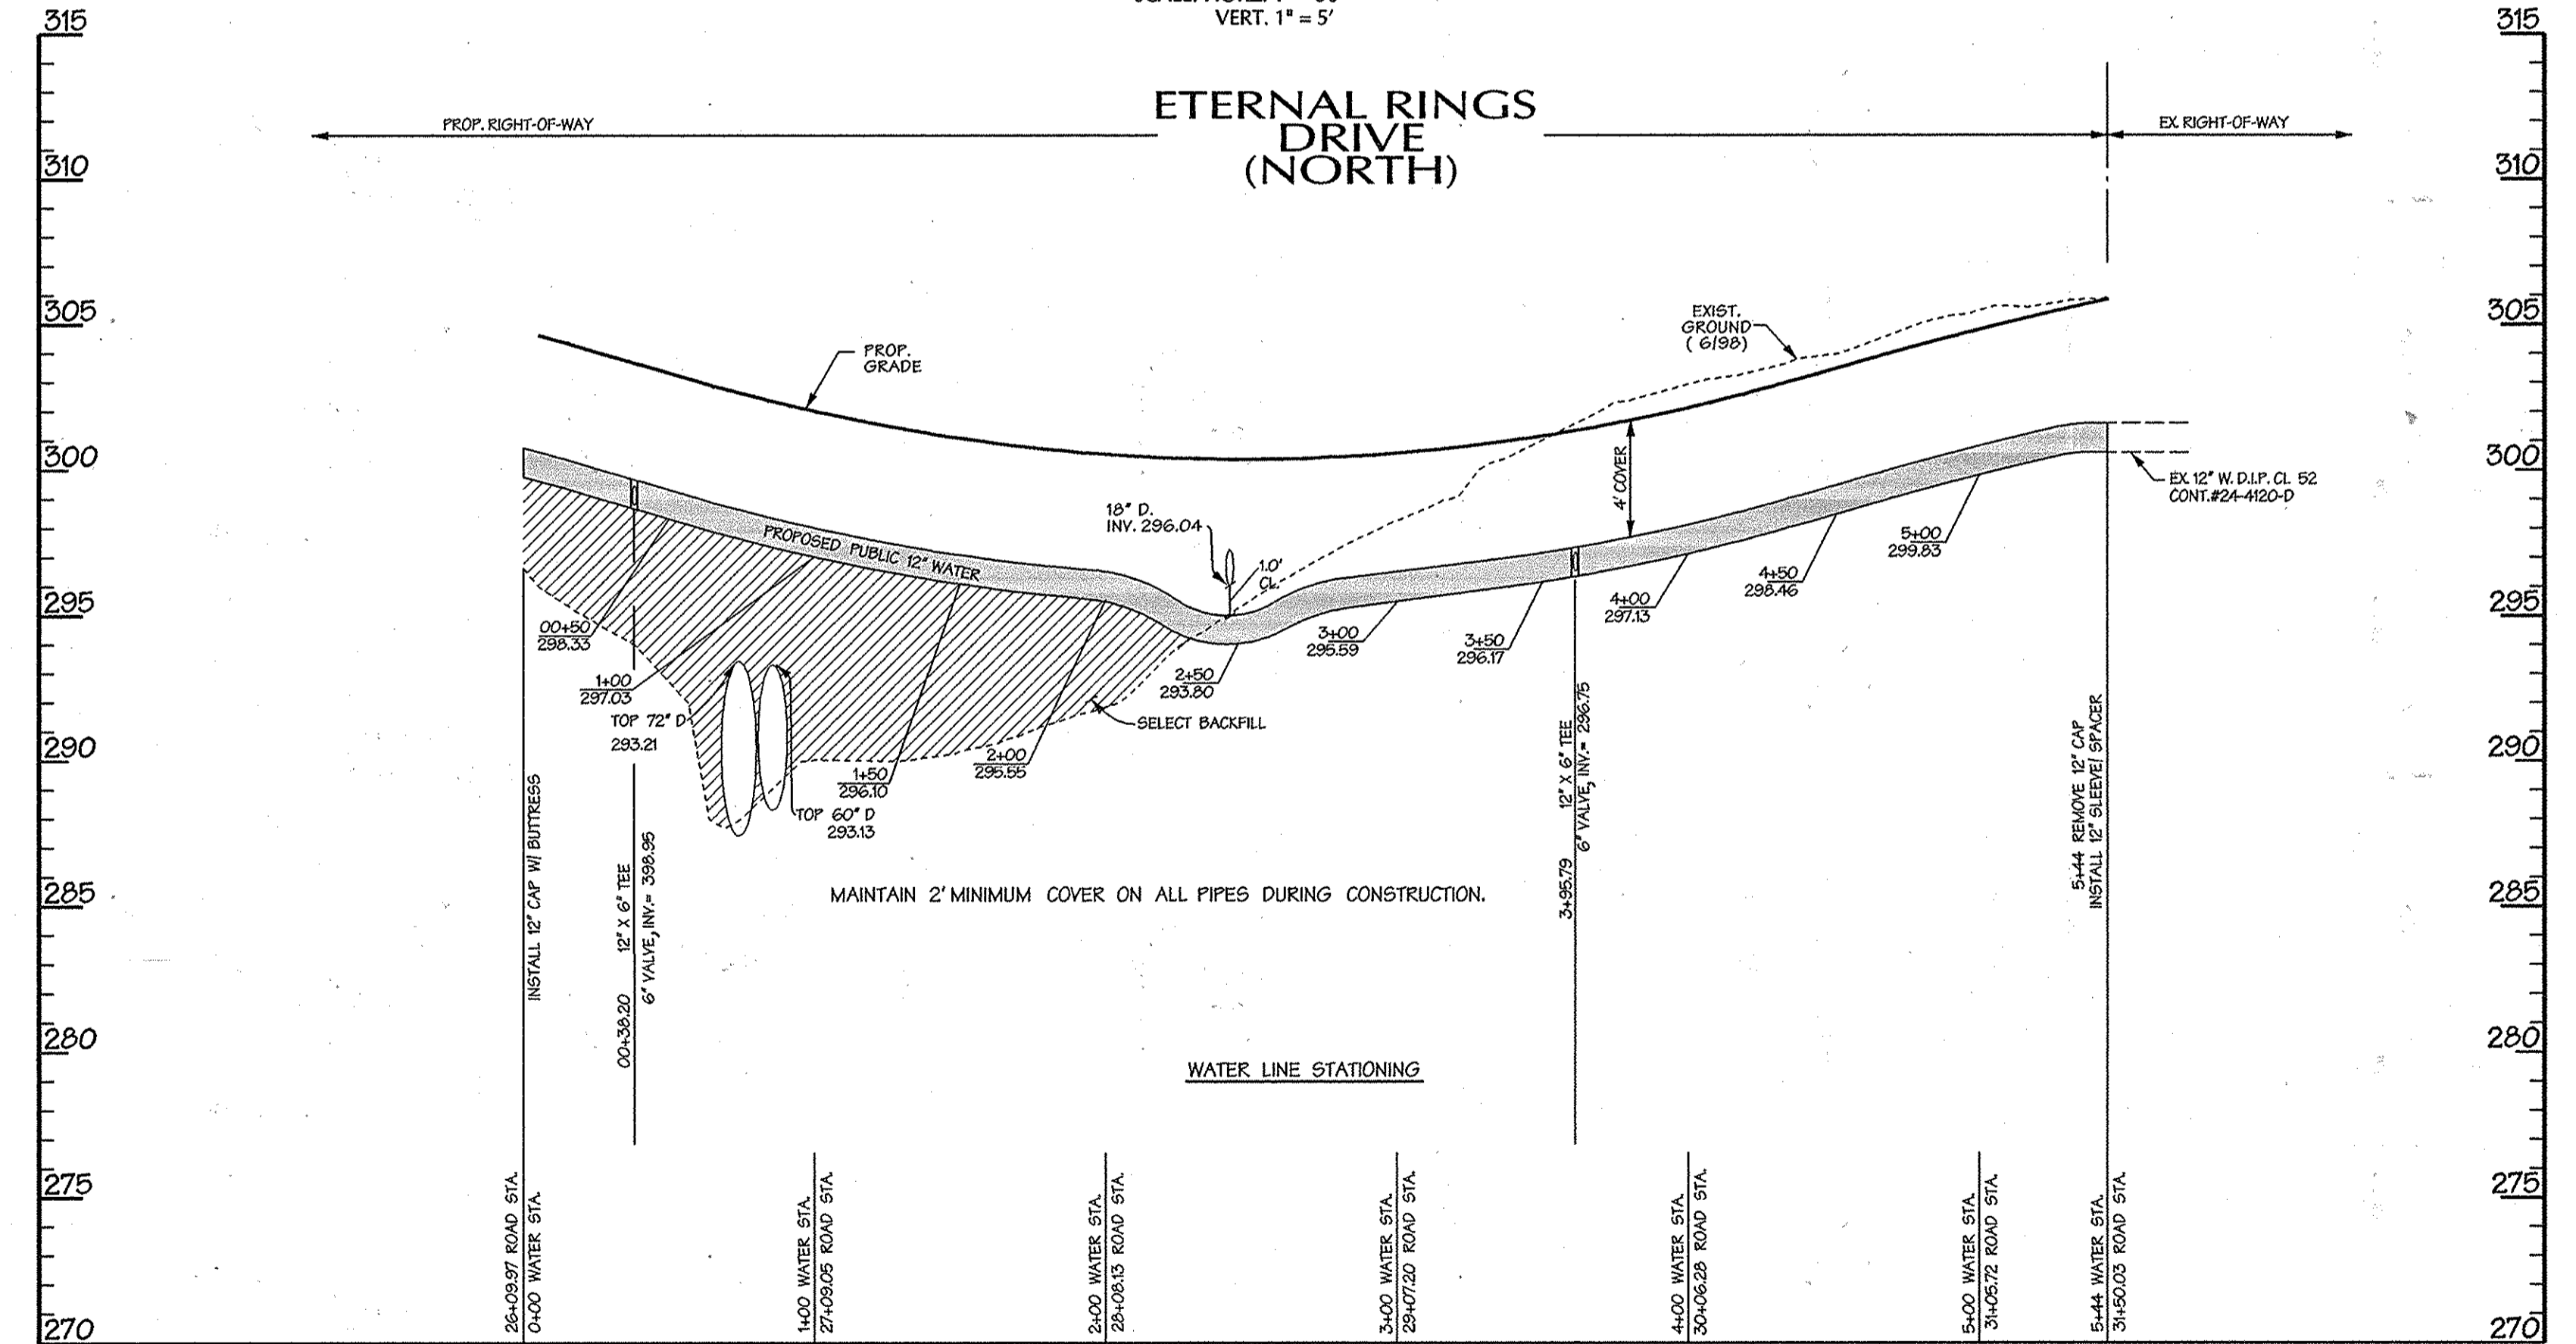 VERT. 1" = 5'
315
315
ETERNAL RINGS
DRIVE
(NORTH)
PROP. RIGHT-OF-WAY
EX. RIGHT-OF-WAY
310
310
305
305
EXIST.
GROUND
( 6/98)
PROP.
GRADE
300
300
4' COVER
EX. 12" W. D.I.P. CL. 52
CONT.#24-4120-D
18" D.
INV. 296.04
1.0'
CL.
PROPOSED PUBLIC 12" WATER
295
295
00+50
298.33
1+00
297.03
TOP 72" D
293.21
1+50
296.10
TOP 60" D
293.13
2+00
295.55
SELECT BACKFILL
2+50
293.80
3+00
295.59
3+50
296.17
4+00
297.13
4+50
298.46
5+00
299.83
290
290
INSTALL 12" CAP W/ BUTTRESS
00+38.20 12" X 6" TEE
6" VALVE, INV.= 398.95
3+95.79 12" X 6" TEE
6" VALVE, INV.= 296.75
5+44 REMOVE 12" CAP
INSTALL 12" SLEEVE/ SPACER
285
285
MAINTAIN 2' MINIMUM COVER ON ALL PIPES DURING CONSTRUCTION.
280
280
WATER LINE STATIONING
275
275
26+09.97 ROAD STA.
0+00 WATER STA.
1+00 WATER STA.
27+09.05 ROAD STA.
2+00 WATER STA.
28+08.13 ROAD STA.
3+00 WATER STA.
29+07.20 ROAD STA.
4+00 WATER STA.
30+06.28 ROAD STA.
5+00 WATER STA.
31+05.72 ROAD STA.
5+44 WATER STA.
31+50.03 ROAD STA.
270
270